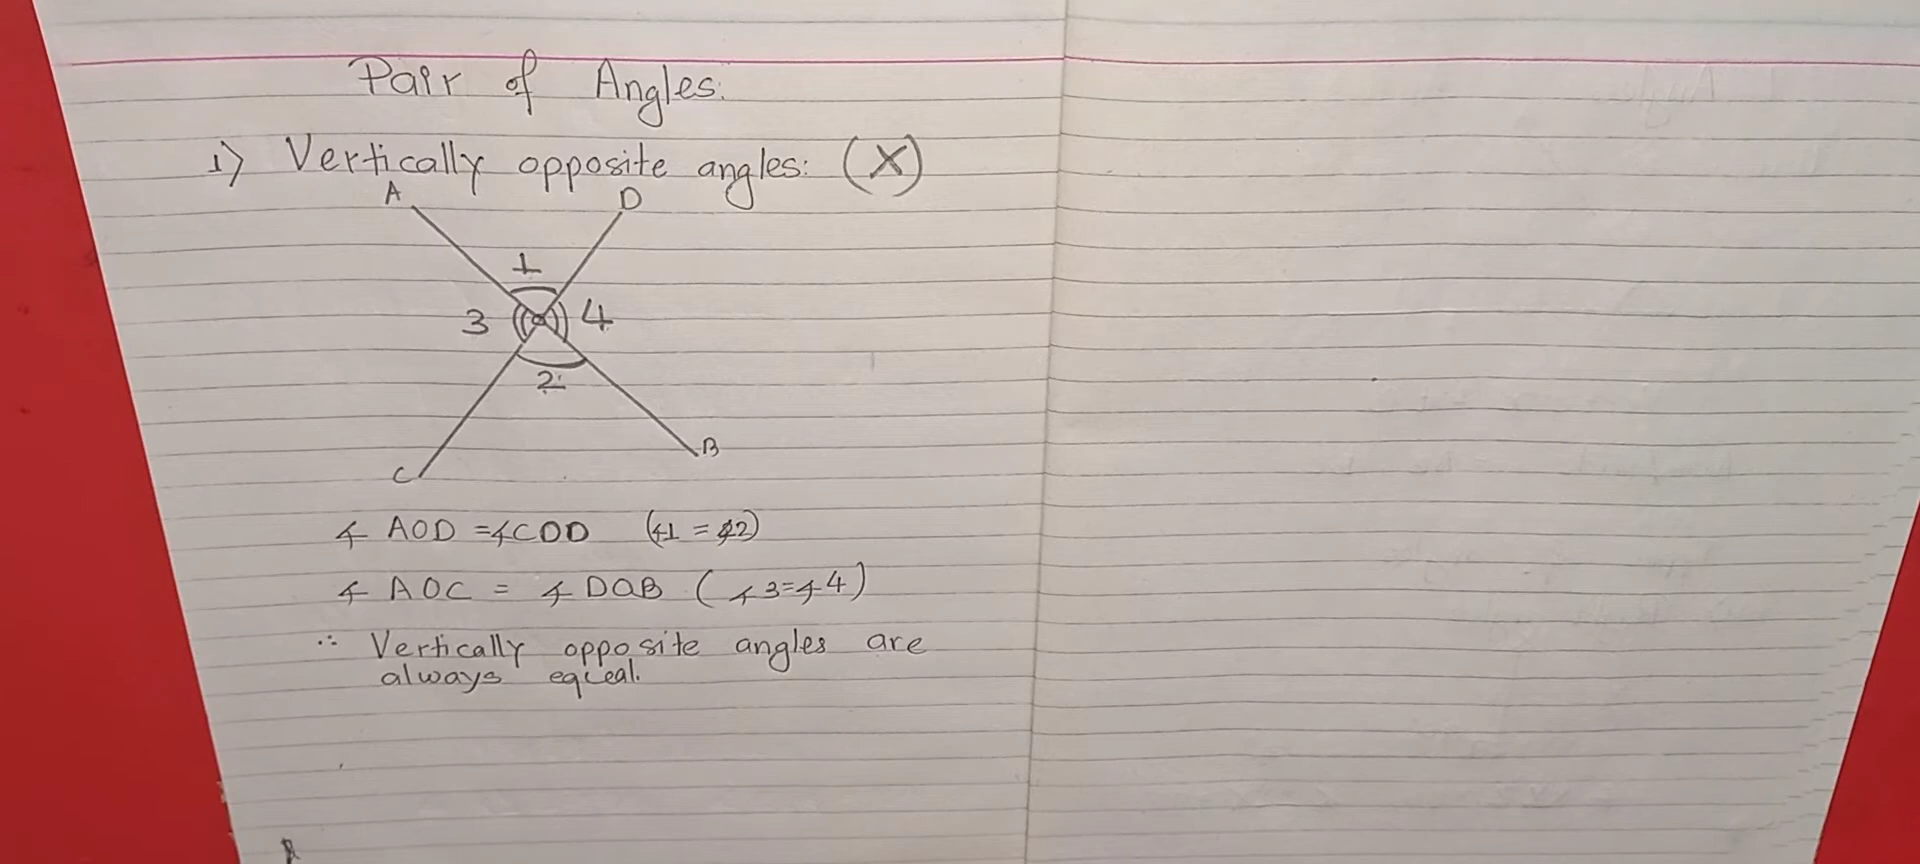 Pair of Angles:
1) Vertically opposite angles: (X)
A D
1
3 O 4
2
B
C
∡ AOD =∡COD (∡1 = ∡2)
∡ AOC = ∡ DOB (∡3=∡4)
∴ Vertically opposite angles are
always equal.